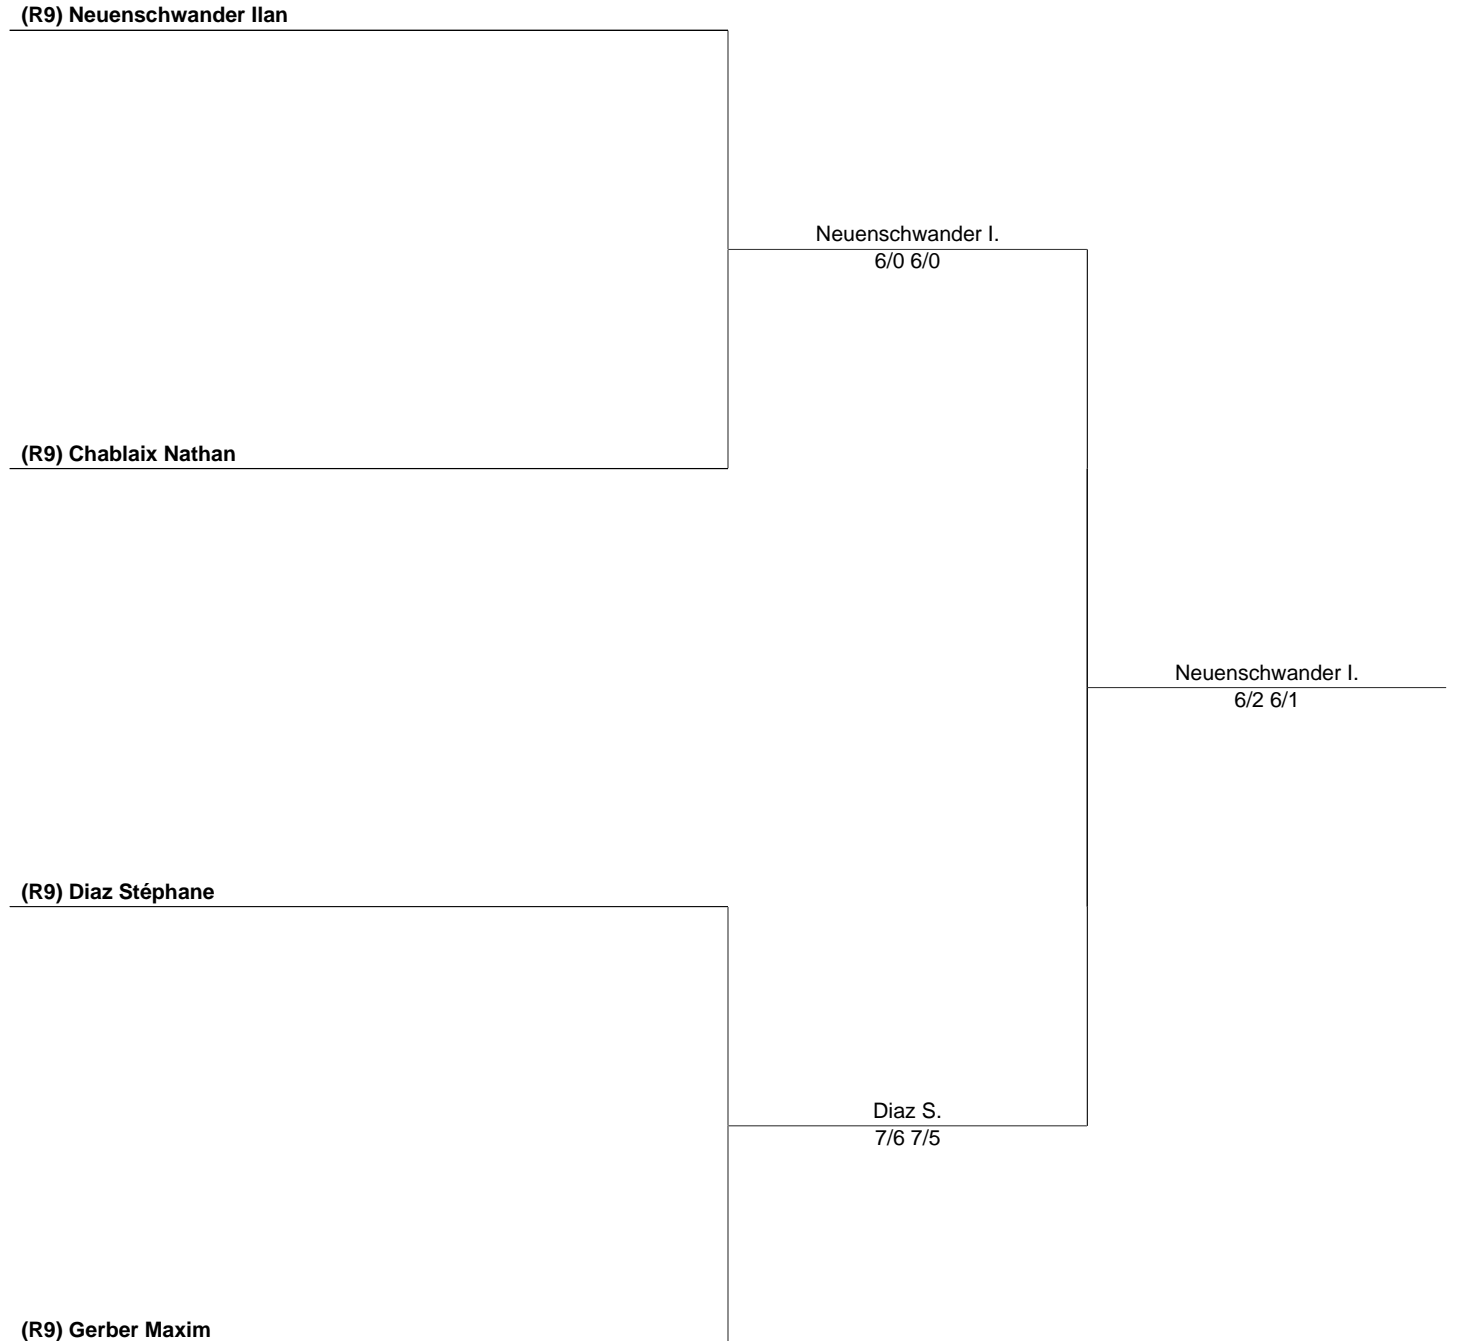 (R9) Neuenschwander Ilan
Neuenschwander I.
6/0 6/0
(R9) Chablaix Nathan
Neuenschwander I.
6/2 6/1
(R9) Diaz Stéphane
Diaz S.
7/6 7/5
(R9) Gerber Maxim